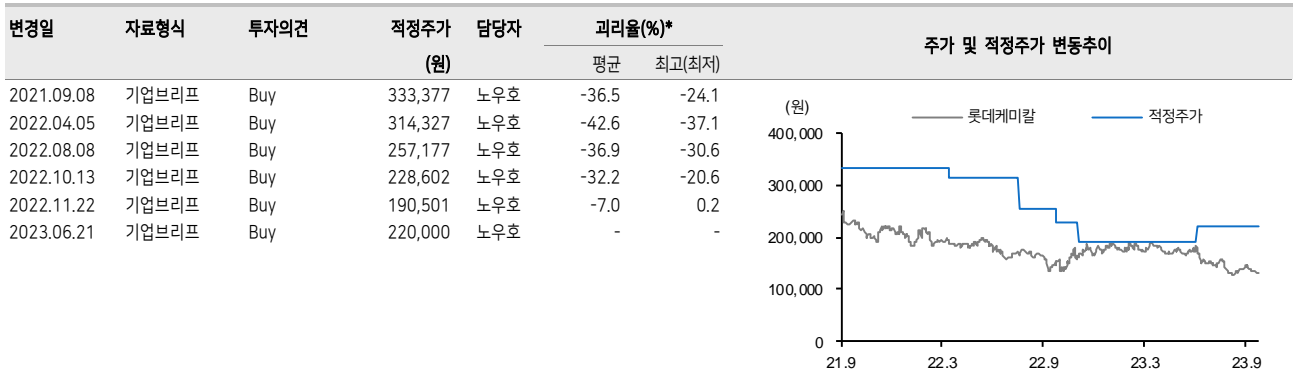 변경일 자료형식 투자의견 적정주가 담당자 괴리율(%)*
(원) 평균 최고(최저)
2021.09.08 기업브리프 Buy 333,377 노우호 -36.5 -24.1
2022.04.05 기업브리프 Buy 314,327 노우호 -42.6 -37.1
2022.08.08 기업브리프 Buy 257,177 노우호 -36.9 -30.6
2022.10.13 기업브리프 Buy 228,602 노우호 -32.2 -20.6
2022.11.22 기업브리프 Buy 190,501 노우호 -7.0 0.2
2023.06.21 기업브리프 Buy 220,000 노우호 - -
주가 및 적정주가 변동추이
(원)
롯데케미칼 적정주가
400,000
300,000
200,000
100,000
0
21.9 22.3 22.9 23.3 23.9